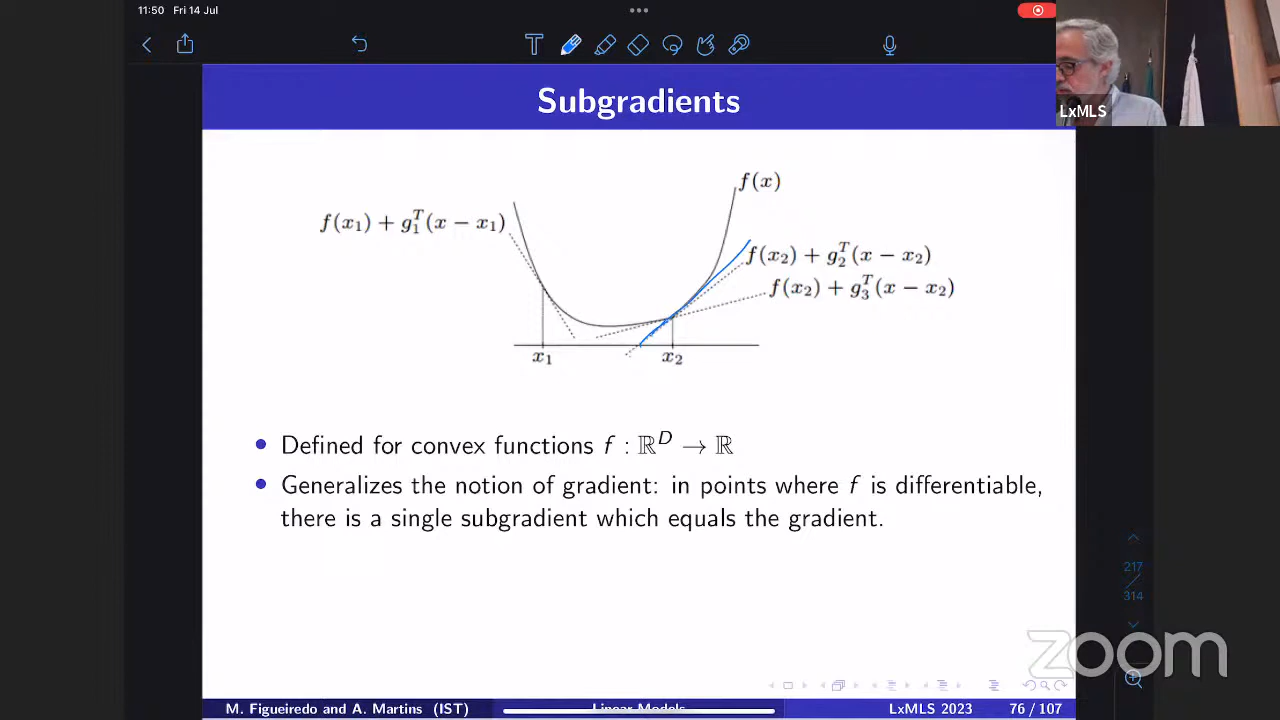 11:50 Fri 14 Jul
T
LxMLS
Subgradients
f(x)
f(x₁) + g₁ᵀ(x − x₁)
f(x₂) + g₂ᵀ(x − x₂)
f(x₂) + g₃ᵀ(x − x₂)
x₁ x₂
• Defined for convex functions f : ℝᴰ → ℝ
• Generalizes the notion of gradient: in points where f is differentiable,
there is a single subgradient which equals the gradient.
217
314
zoom
M. Figueiredo and A. Martins (IST) Linear Models LxMLS 2023 76 / 107